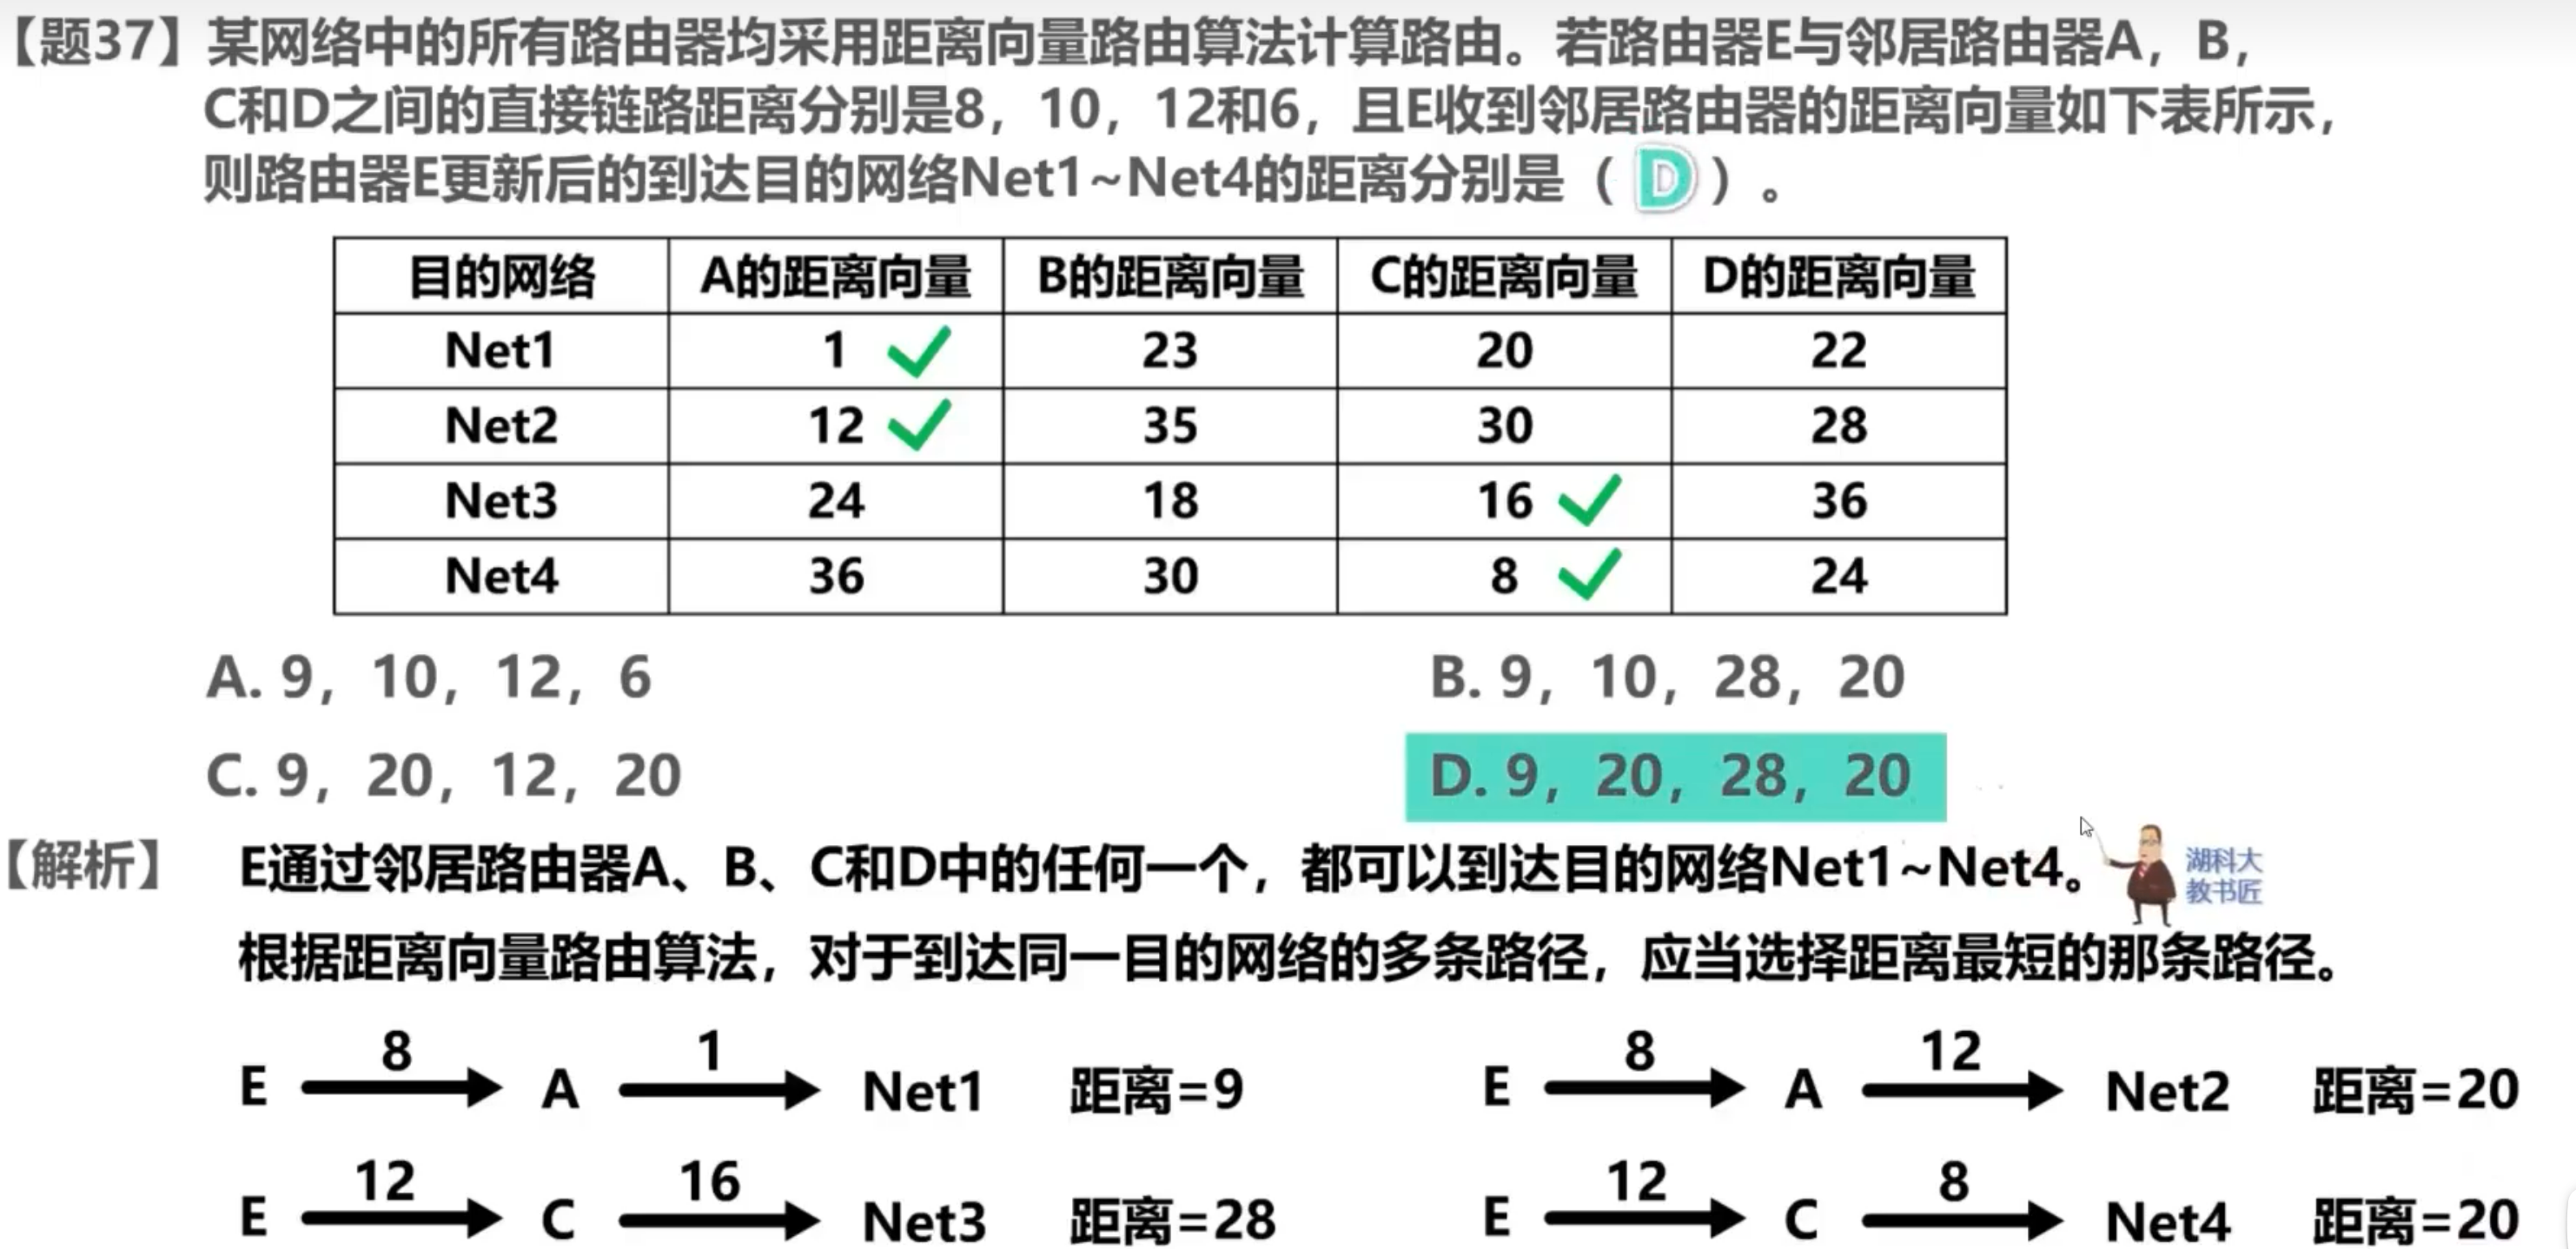 【题37】某网络中的所有路由器均采用距离向量路由算法计算路由。若路由器E与邻居路由器A，B，
C和D之间的直接链路距离分别是8，10，12和6，且E收到邻居路由器的距离向量如下表所示，
则路由器E更新后的到达目的网络Net1~Net4的距离分别是（ D ）。
目的网络 A的距离向量 B的距离向量 C的距离向量 D的距离向量
Net1 1 23 20 22
Net2 12 35 30 28
Net3 24 18 16 36
Net4 36 30 8 24
A. 9，10，12，6 B. 9，10，28，20
C. 9，20，12，20 D. 9，20，28，20
【解析】 E通过邻居路由器A、B、C和D中的任何一个，都可以到达目的网络Net1~Net4。
湖科大
教书匠
根据距离向量路由算法，对于到达同一目的网络的多条路径，应当选择距离最短的那条路径。
8 1 8 12
E A Net1 距离=9 E A Net2 距离=20
12 16 12 8
E C Net3 距离=28 E C Net4 距离=20